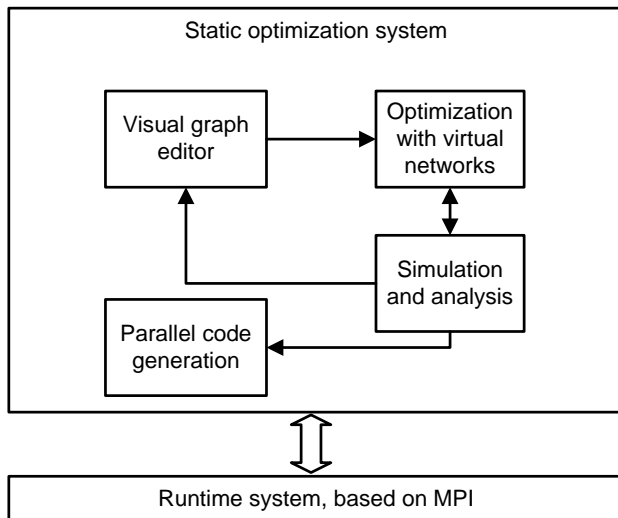 Static optimization system
Visual graph
editor
Optimization
with virtual
networks
Simulation
and analysis
Parallel code
generation
Runtime system, based on MPI